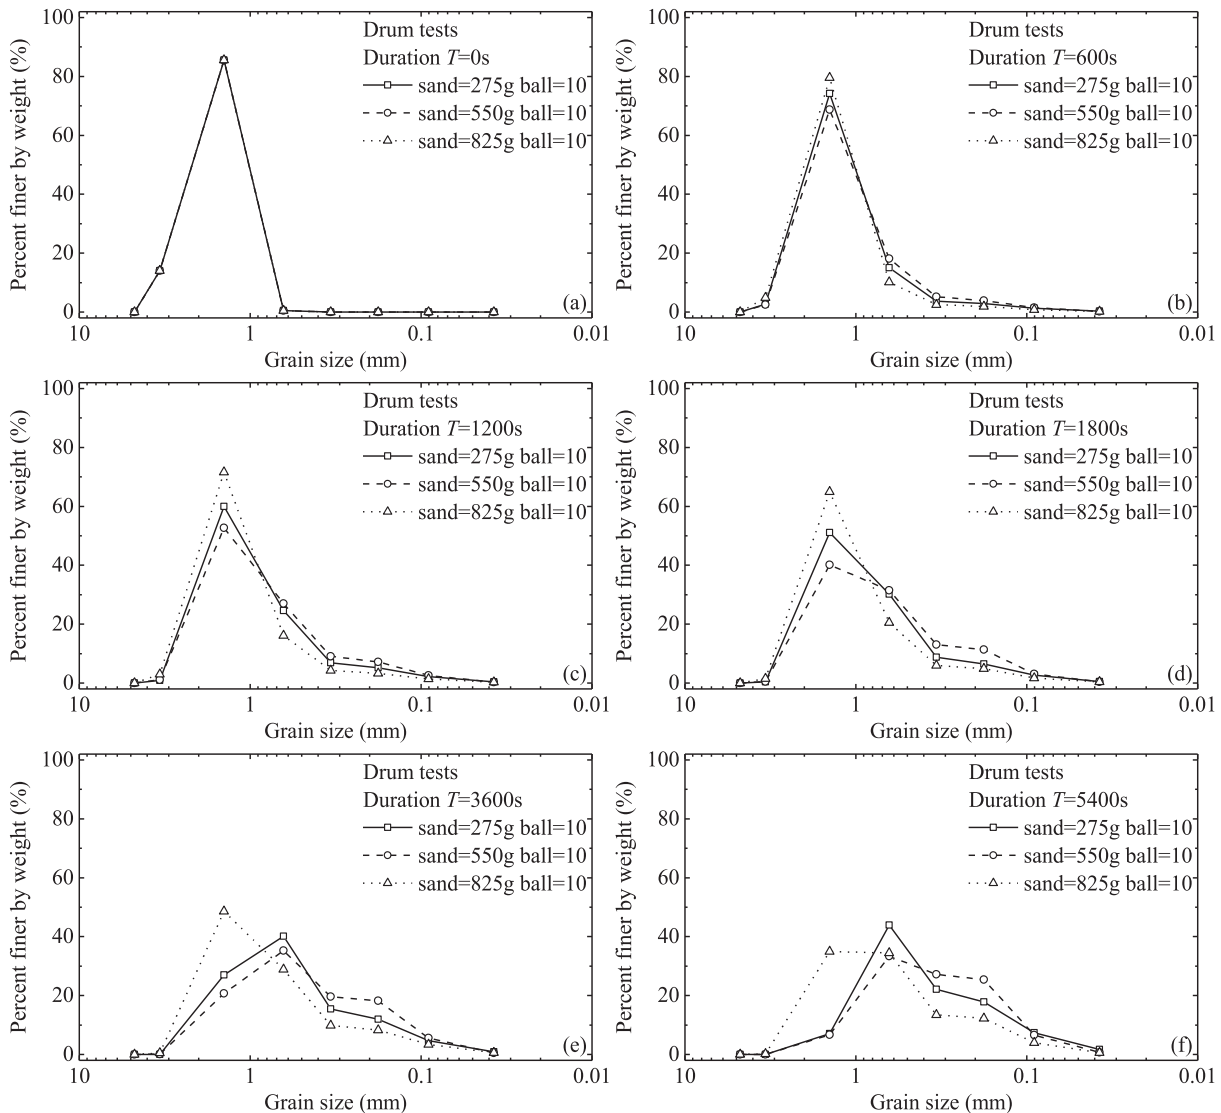 Percent finer by weight (%)
100
80
60
40
20
0
Drum tests
Duration T=0s
sand=275g ball=10
sand=550g ball=10
sand=825g ball=10
(a)
10
1
0.1
0.01
Grain size (mm)
Percent finer by weight (%)
100
80
60
40
20
0
Drum tests
Duration T=600s
sand=275g ball=10
sand=550g ball=10
sand=825g ball=10
(b)
10
1
0.1
0.01
Grain size (mm)
Percent finer by weight (%)
100
80
60
40
20
0
Drum tests
Duration T=1200s
sand=275g ball=10
sand=550g ball=10
sand=825g ball=10
(c)
10
1
0.1
0.01
Grain size (mm)
Percent finer by weight (%)
100
80
60
40
20
0
Drum tests
Duration T=1800s
sand=275g ball=10
sand=550g ball=10
sand=825g ball=10
(d)
10
1
0.1
0.01
Grain size (mm)
Percent finer by weight (%)
100
80
60
40
20
0
Drum tests
Duration T=3600s
sand=275g ball=10
sand=550g ball=10
sand=825g ball=10
(e)
10
1
0.1
0.01
Grain size (mm)
Percent finer by weight (%)
100
80
60
40
20
0
Drum tests
Duration T=5400s
sand=275g ball=10
sand=550g ball=10
sand=825g ball=10
(f)
10
1
0.1
0.01
Grain size (mm)